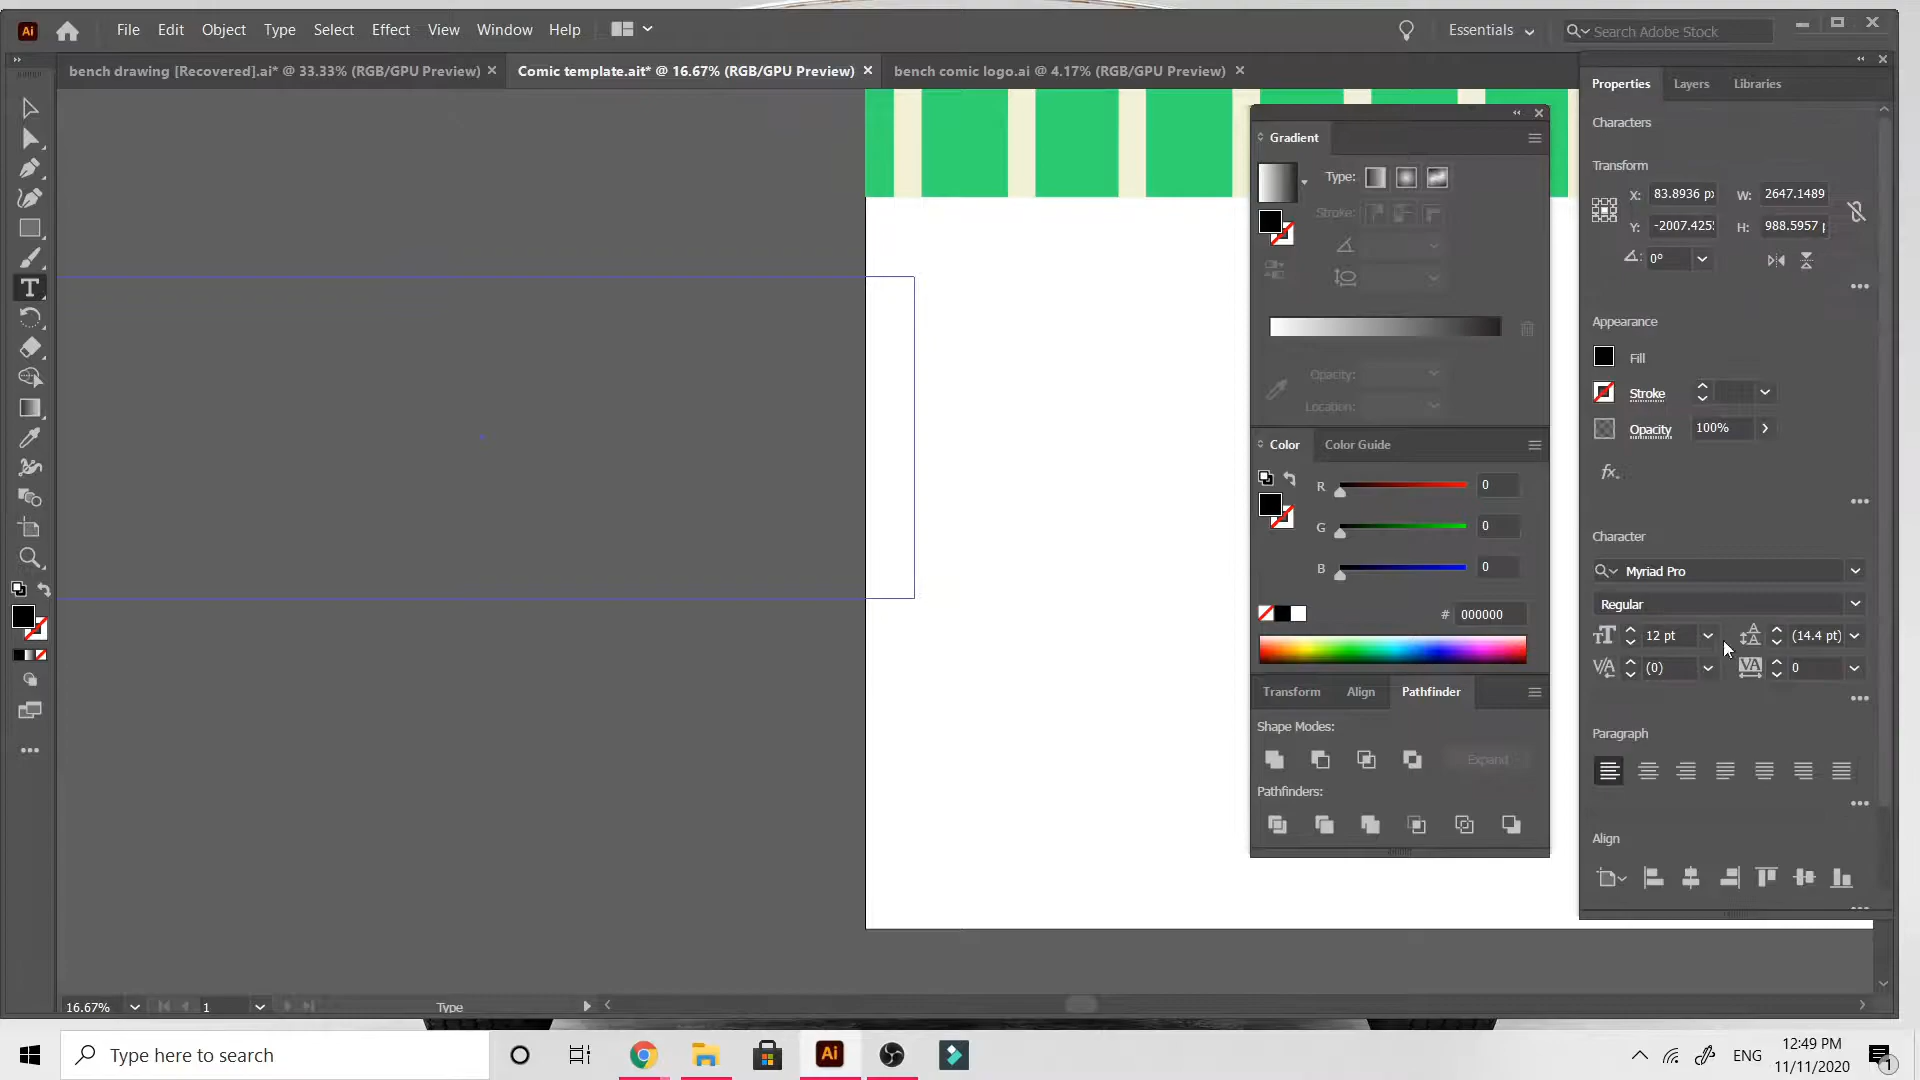 Ai File Edit Object Type Select Effect View Window Help Essentials Search Adobe Stock
bench drawing [Recovered].ai* @ 33.33% (RGB/GPU Preview) Comic template.ait* @ 16.67% (RGB/GPU Preview) bench comic logo.ai @ 4.17% (RGB/GPU Preview)
Properties Layers Libraries
Characters
Transform
X: 83.8936 px W: 2647.1489
Y: -2007.425 H: 988.5957
0°
Appearance
Fill
Stroke
Opacity 100%
fx
Character
Myriad Pro
Regular
12 pt (14.4 pt)
(0) 0
Paragraph
Align
Gradient
Type:
Stroke:
Opacity:
Location:
Color Color Guide
R 0
G 0
B 0
# 000000
Transform Align Pathfinder
Shape Modes:
Expand
Pathfinders:
16.67% 1 Type
Type here to search
Ai
ENG
12:49 PM
11/11/2020
1